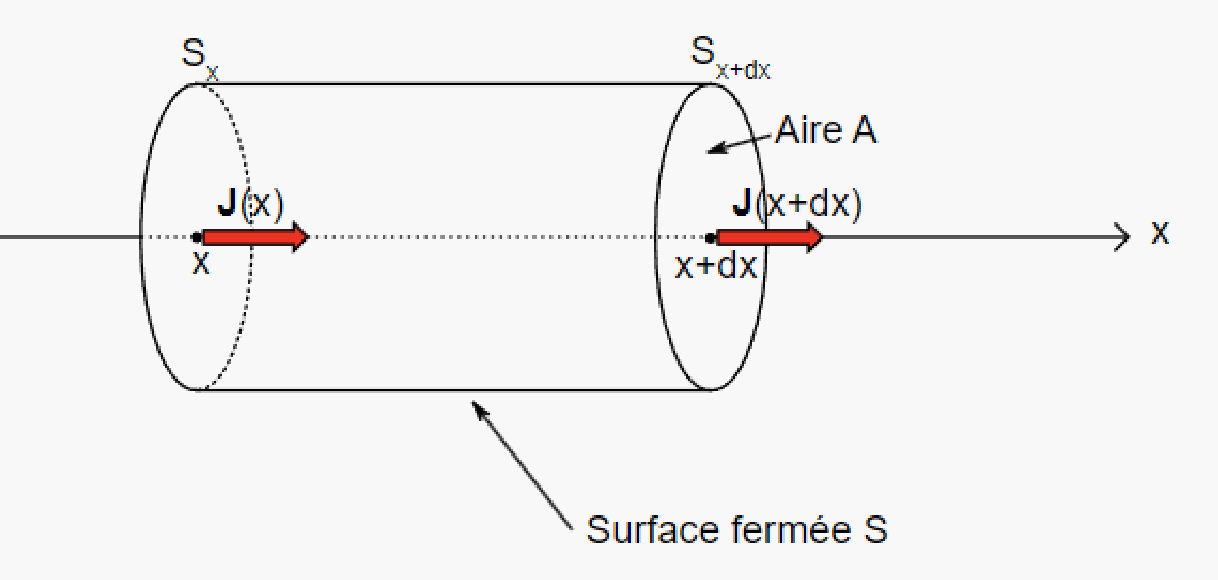 Sx
Sx+dx
Aire A
J(x)
J(x+dx)
x
x
x+dx
Surface fermée S